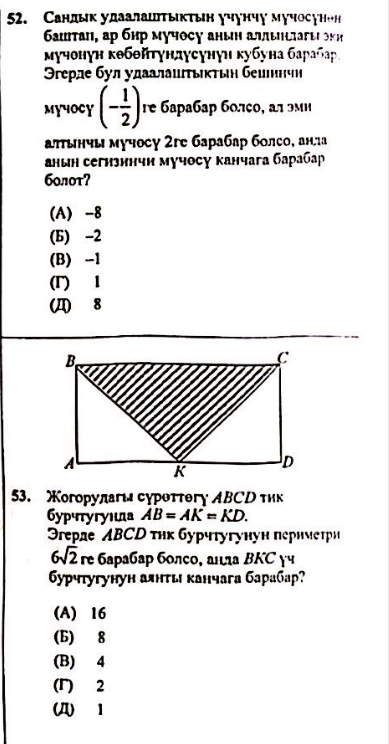 52. Сандык удаалаштыктын үчүнчү мүчөсүнөн
баштап, ар бир мүчөсү анын алдындагы эки
мүчөнүн көбөйтүндүсүнүн кубуна барабар.
Эгерде бул удаалаштыктын бешинчи
мүчөсү (-1/2) ге барабар болсо, ал эми
алтынчы мүчөсү 2ге барабар болсо, анда
анын сегизинчи мүчөсү канчага барабар
болот?
(А) -8
(Б) -2
(В) -1
(Г) 1
(Д) 8
B C
A K D
53. Жогорудагы сүрөттөгү ABCD тик
бурчтугунда AB = AK = KD.
Эгерде ABCD тик бурчтугунун периметри
6√2 ге барабар болсо, анда BKC үч
бурчтугунун аянты канчага барабар?
(А) 16
(Б) 8
(В) 4
(Г) 2
(Д) 1